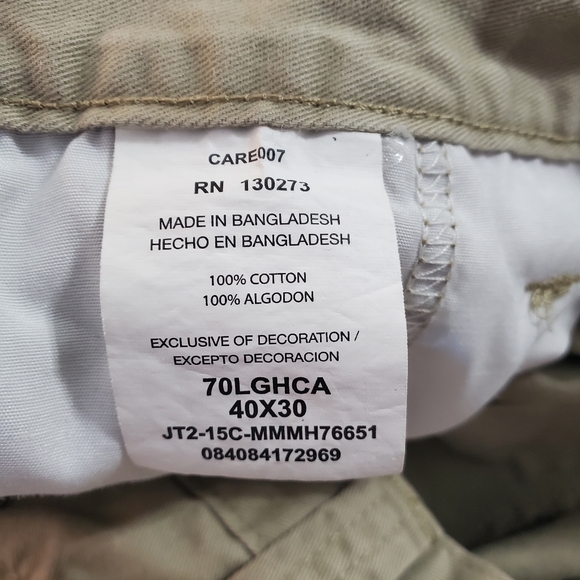 CARE007
RN 130273
MADE IN BANGLADESH
HECHO EN BANGLADESH
100% COTTON
100% ALGODON
EXCLUSIVE OF DECORATION /
EXCEPTO DECORACION
70LGHCA
40X30
JT2-15C-MMMH76651
084084172969